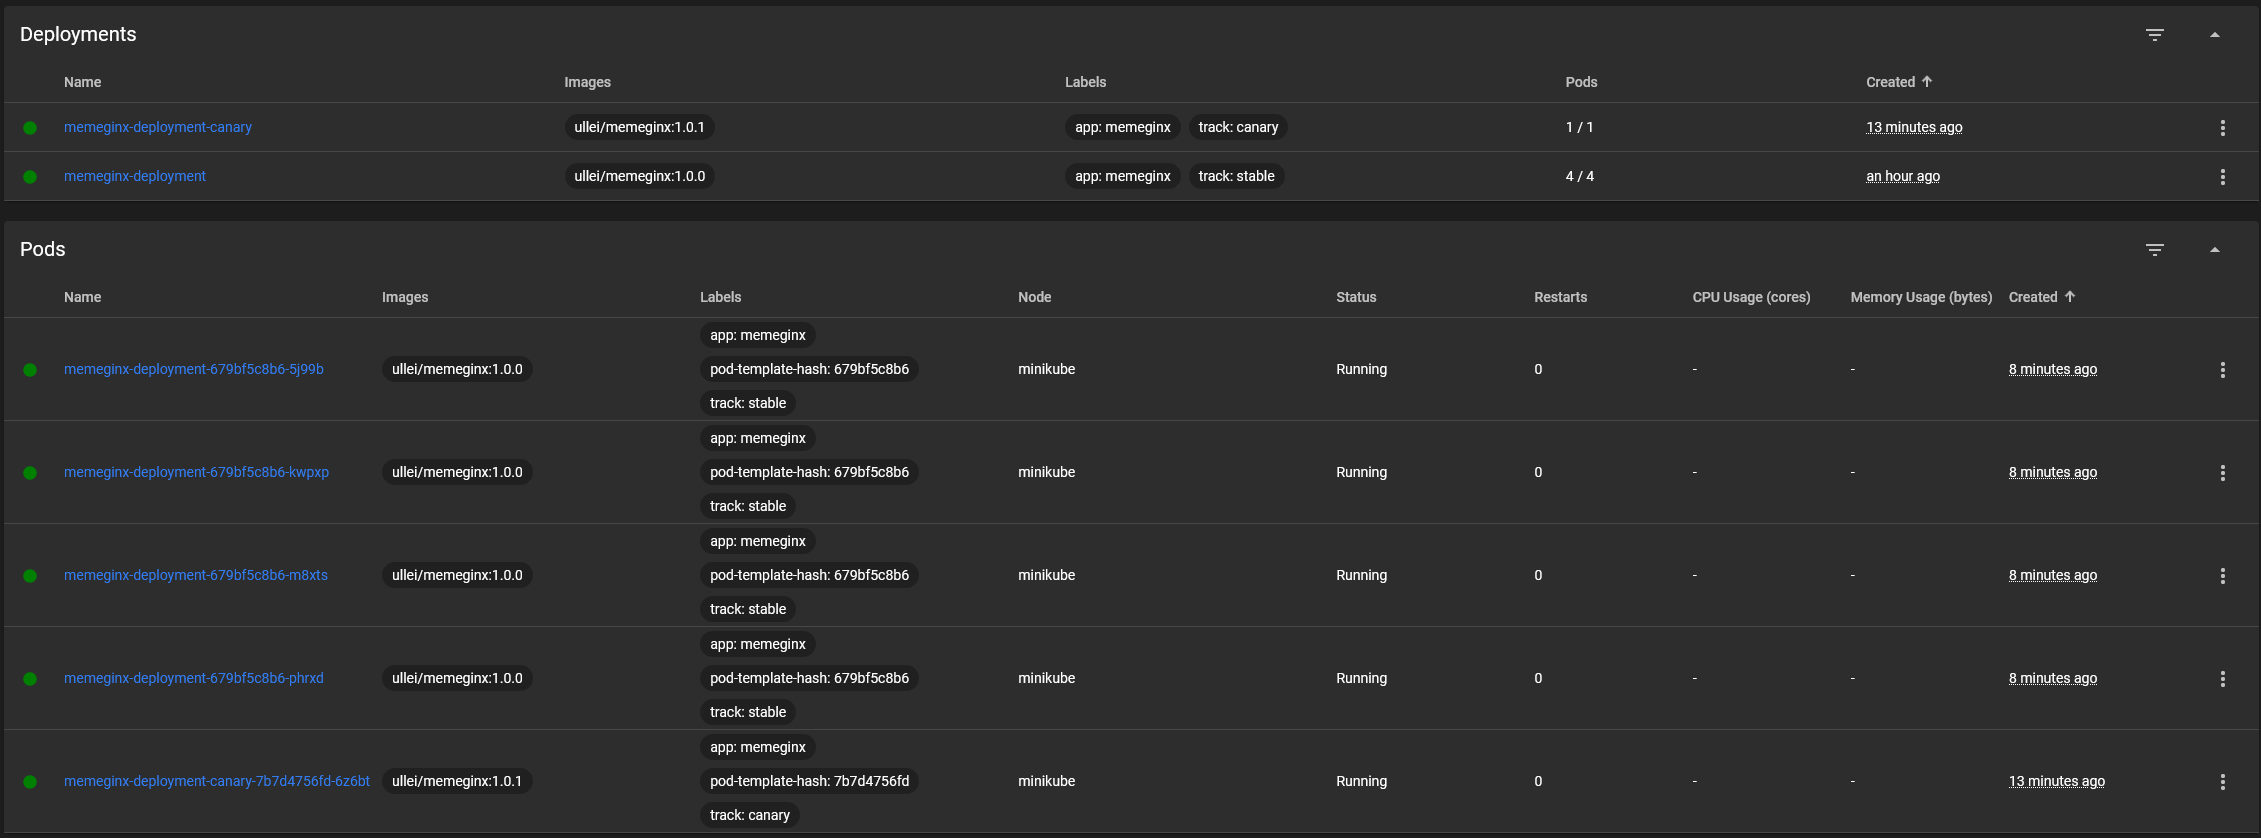 Deployments
Name Images Labels Pods Created
memeginx-deployment-canary ullei/memeginx:1.0.1 app: memeginx track: canary 1 / 1 13 minutes ago
memeginx-deployment ullei/memeginx:1.0.0 app: memeginx track: stable 4 / 4 an hour ago
Pods
Name Images Labels Node Status Restarts CPU Usage (cores) Memory Usage (bytes) Created
app: memeginx
memeginx-deployment-679bf5c8b6-5j99b ullei/memeginx:1.0.0 pod-template-hash: 679bf5c8b6 minikube Running 0 - - 8 minutes ago
track: stable
app: memeginx
memeginx-deployment-679bf5c8b6-kwpxp ullei/memeginx:1.0.0 pod-template-hash: 679bf5c8b6 minikube Running 0 - - 8 minutes ago
track: stable
app: memeginx
memeginx-deployment-679bf5c8b6-m8xts ullei/memeginx:1.0.0 pod-template-hash: 679bf5c8b6 minikube Running 0 - - 8 minutes ago
track: stable
app: memeginx
memeginx-deployment-679bf5c8b6-phrxd ullei/memeginx:1.0.0 pod-template-hash: 679bf5c8b6 minikube Running 0 - - 8 minutes ago
track: stable
app: memeginx
memeginx-deployment-canary-7b7d4756fd-6z6bt ullei/memeginx:1.0.1 pod-template-hash: 7b7d4756fd minikube Running 0 - - 13 minutes ago
track: canary